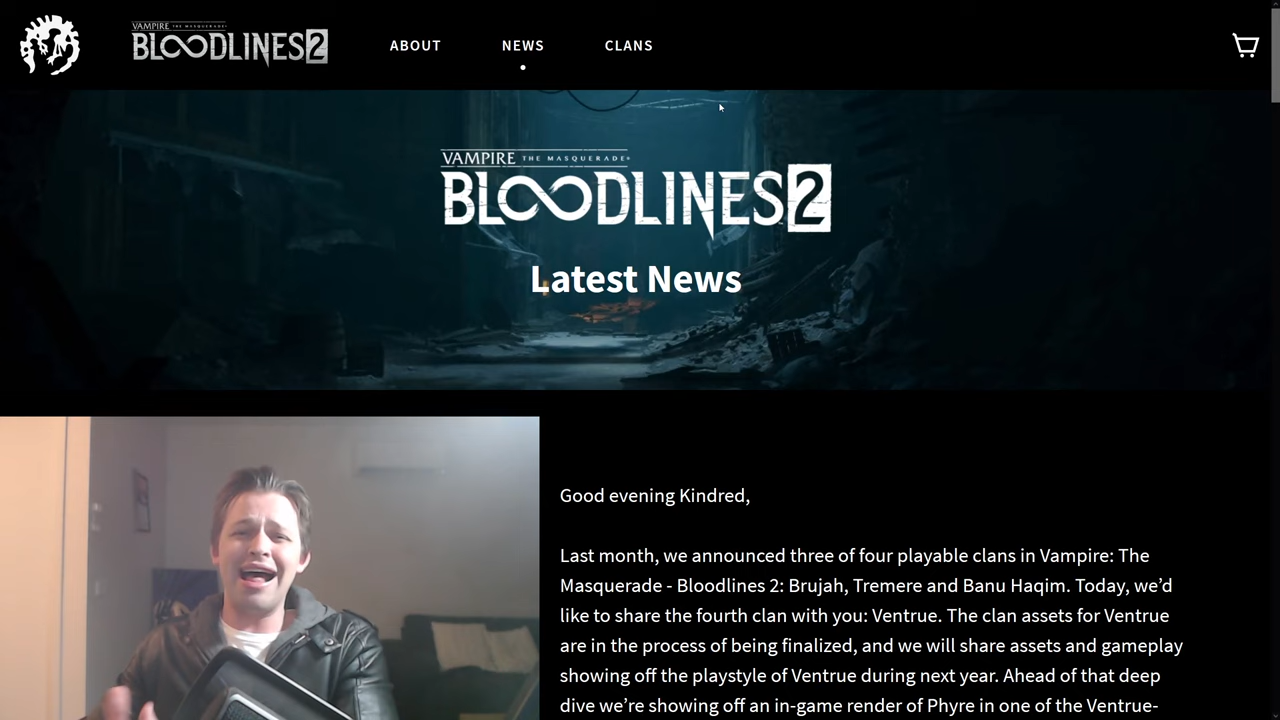 VAMPIRE THE MASQUERADE
BLOODLINES 2
ABOUT
NEWS
CLANS
VAMPIRE THE MASQUERADE
BLOODLINES 2
Latest News
Good evening Kindred,
Last month, we announced three of four playable clans in Vampire: The
Masquerade - Bloodlines 2: Brujah, Tremere and Banu Haqim. Today, we’d
like to share the fourth clan with you: Ventrue. The clan assets for Ventrue
are in the process of being finalized, and we will share assets and gameplay
showing off the playstyle of Ventrue during next year. Ahead of that deep
dive we’re showing off an in-game render of Phyre in one of the Ventrue-